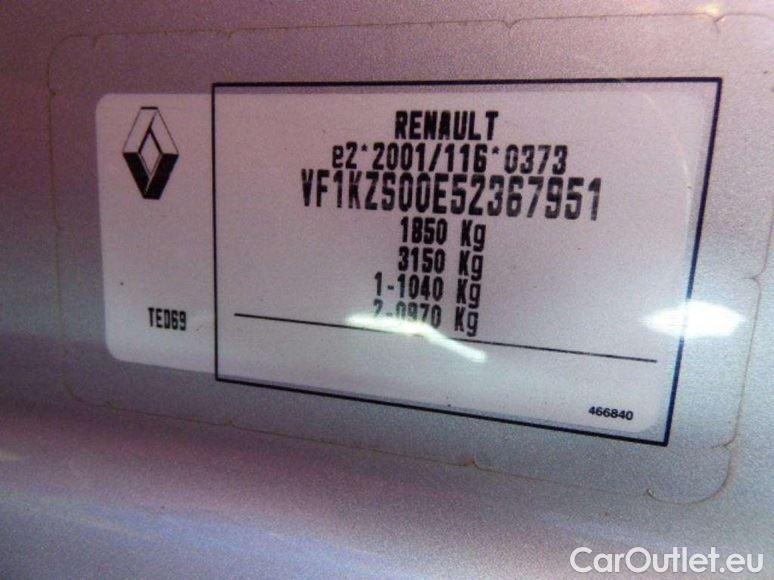 RENAULT
e2*2001/116*0373
VF1KZS00E52367951
1850 Kg
3150 Kg
1-1040 Kg
2-0970 Kg
TED69
466840
CarOutlet.eu